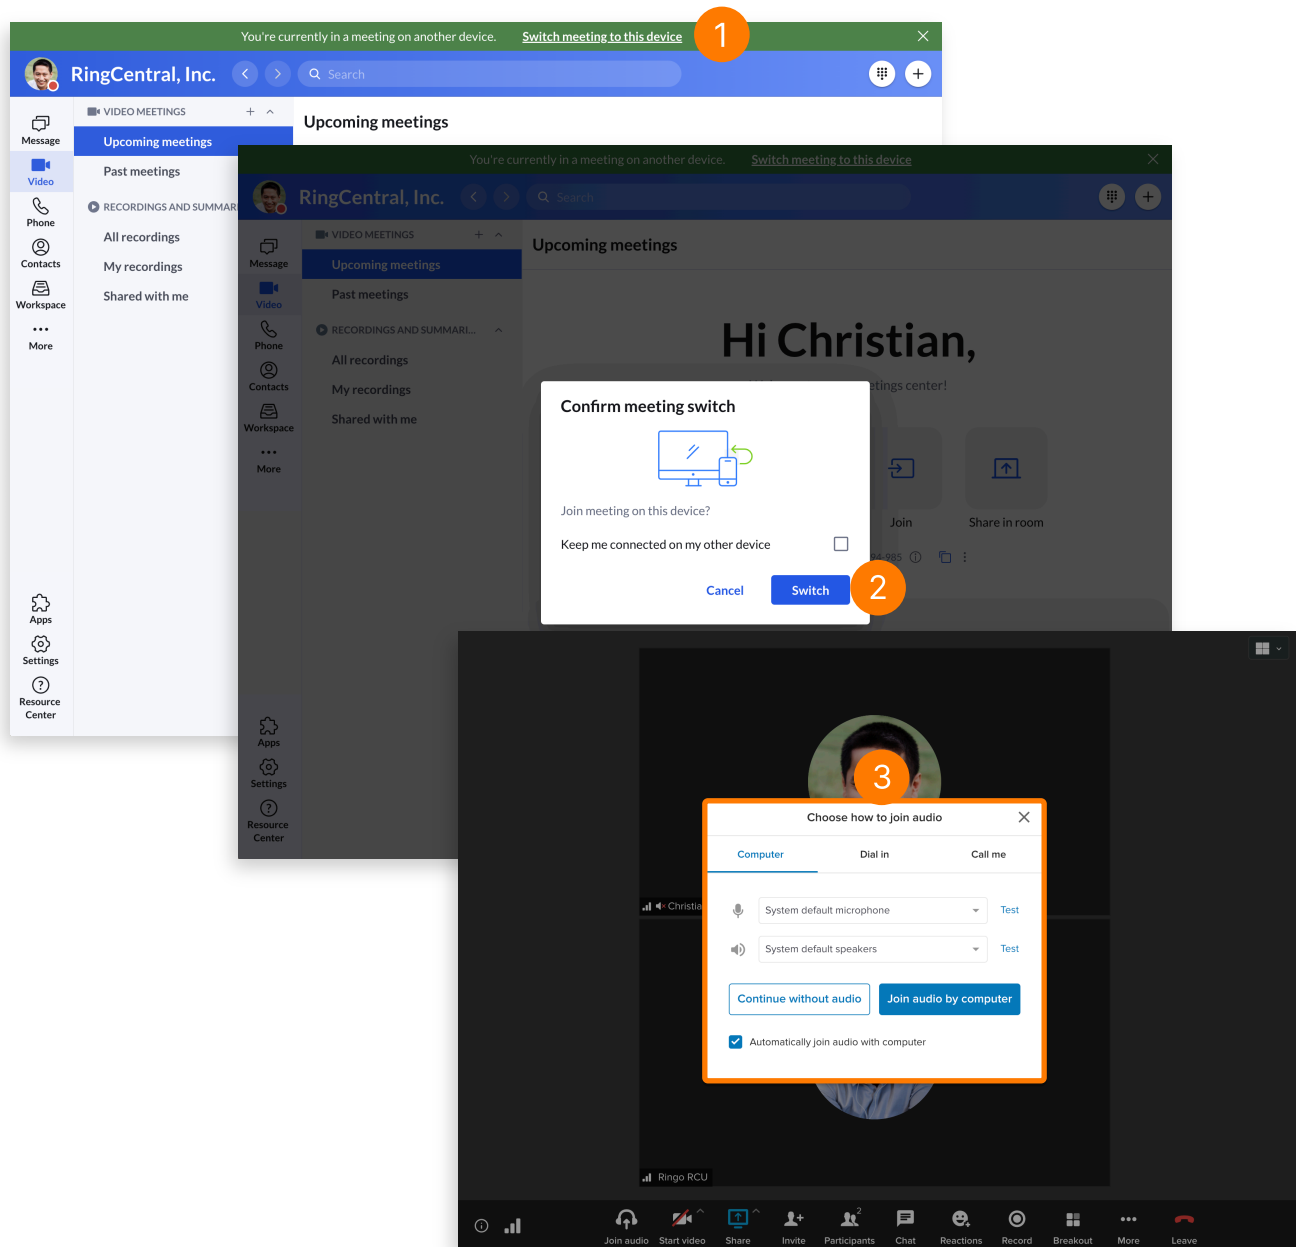 You're currently in a meeting on another device. Switch meeting to this device
1
RingCentral, Inc.
Search
VIDEO MEETINGS
Upcoming meetings
Message
Upcoming meetings
Video
Past meetings
RECORDINGS AND SUMMAR
Phone
All recordings
Contacts
My recordings
Workspace
Shared with me
More
Apps
Settings
Resource
Center
You're currently in a meeting on another device. Switch meeting to this device
RingCentral, Inc.
Search
VIDEO MEETINGS
Upcoming meetings
Message
Upcoming meetings
Video
Past meetings
RECORDINGS AND SUMMARI...
Phone
All recordings
Contacts
My recordings
Workspace
Shared with me
More
Apps
Settings
Resource
Center
Hi Christian,
etings center!
Join
Share in room
94-985
Confirm meeting switch
Join meeting on this device?
Keep me connected on my other device
Cancel
Switch
2
3
Choose how to join audio
Computer
Dial in
Call me
System default microphone
Test
System default speakers
Test
Continue without audio
Join audio by computer
Automatically join audio with computer
Christia
Ringo RCU
Join audio
Start video
Share
Invite
2
Participants
Chat
Reactions
Record
Breakout
More
Leave